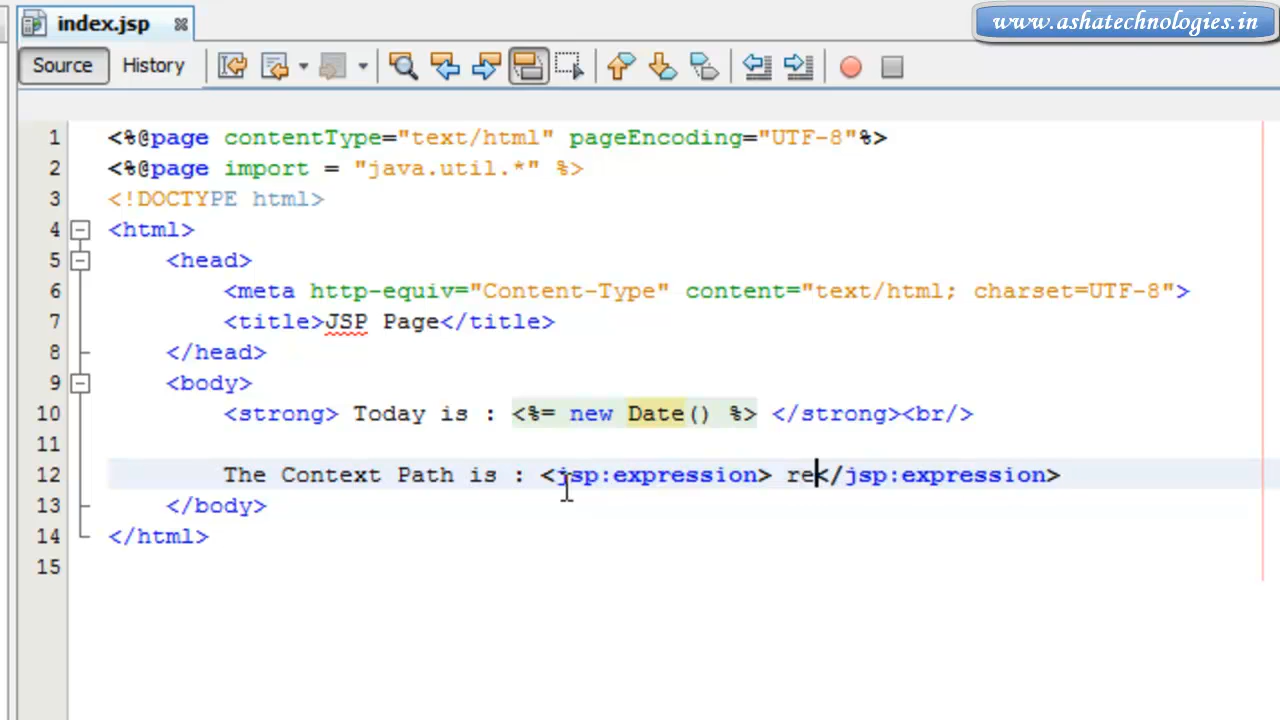 index.jsp
www.ashatechnologies.in
Source History
1 <%@page contentType="text/html" pageEncoding="UTF-8"%>
2 <%@page import = "java.util.*" %>
3 <!DOCTYPE html>
4 <html>
5 <head>
6 <meta http-equiv="Content-Type" content="text/html; charset=UTF-8">
7 <title>JSP Page</title>
8 </head>
9 <body>
10 <strong> Today is : <%= new Date() %> </strong><br/>
11
12 The Context Path is : <jsp:expression> re</jsp:expression>
13 </body>
14 </html>
15